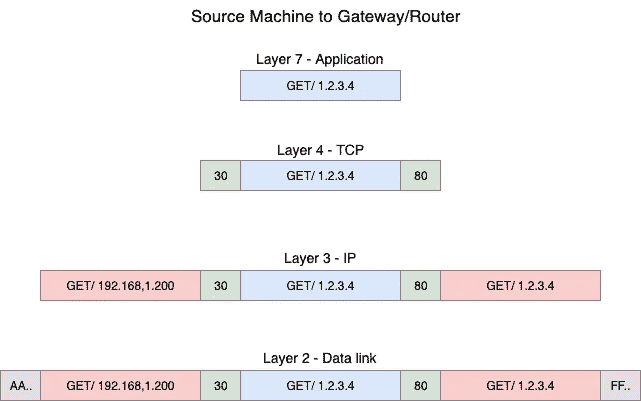 Source Machine to Gateway/Router
Layer 7 - Application
GET/ 1.2.3.4
Layer 4 - TCP
30 GET/ 1.2.3.4 80
Layer 3 - IP
GET/ 192.168,1.200 30 GET/ 1.2.3.4 80 GET/ 1.2.3.4
Layer 2 - Data link
AA.. GET/ 192.168,1.200 30 GET/ 1.2.3.4 80 GET/ 1.2.3.4 FF..